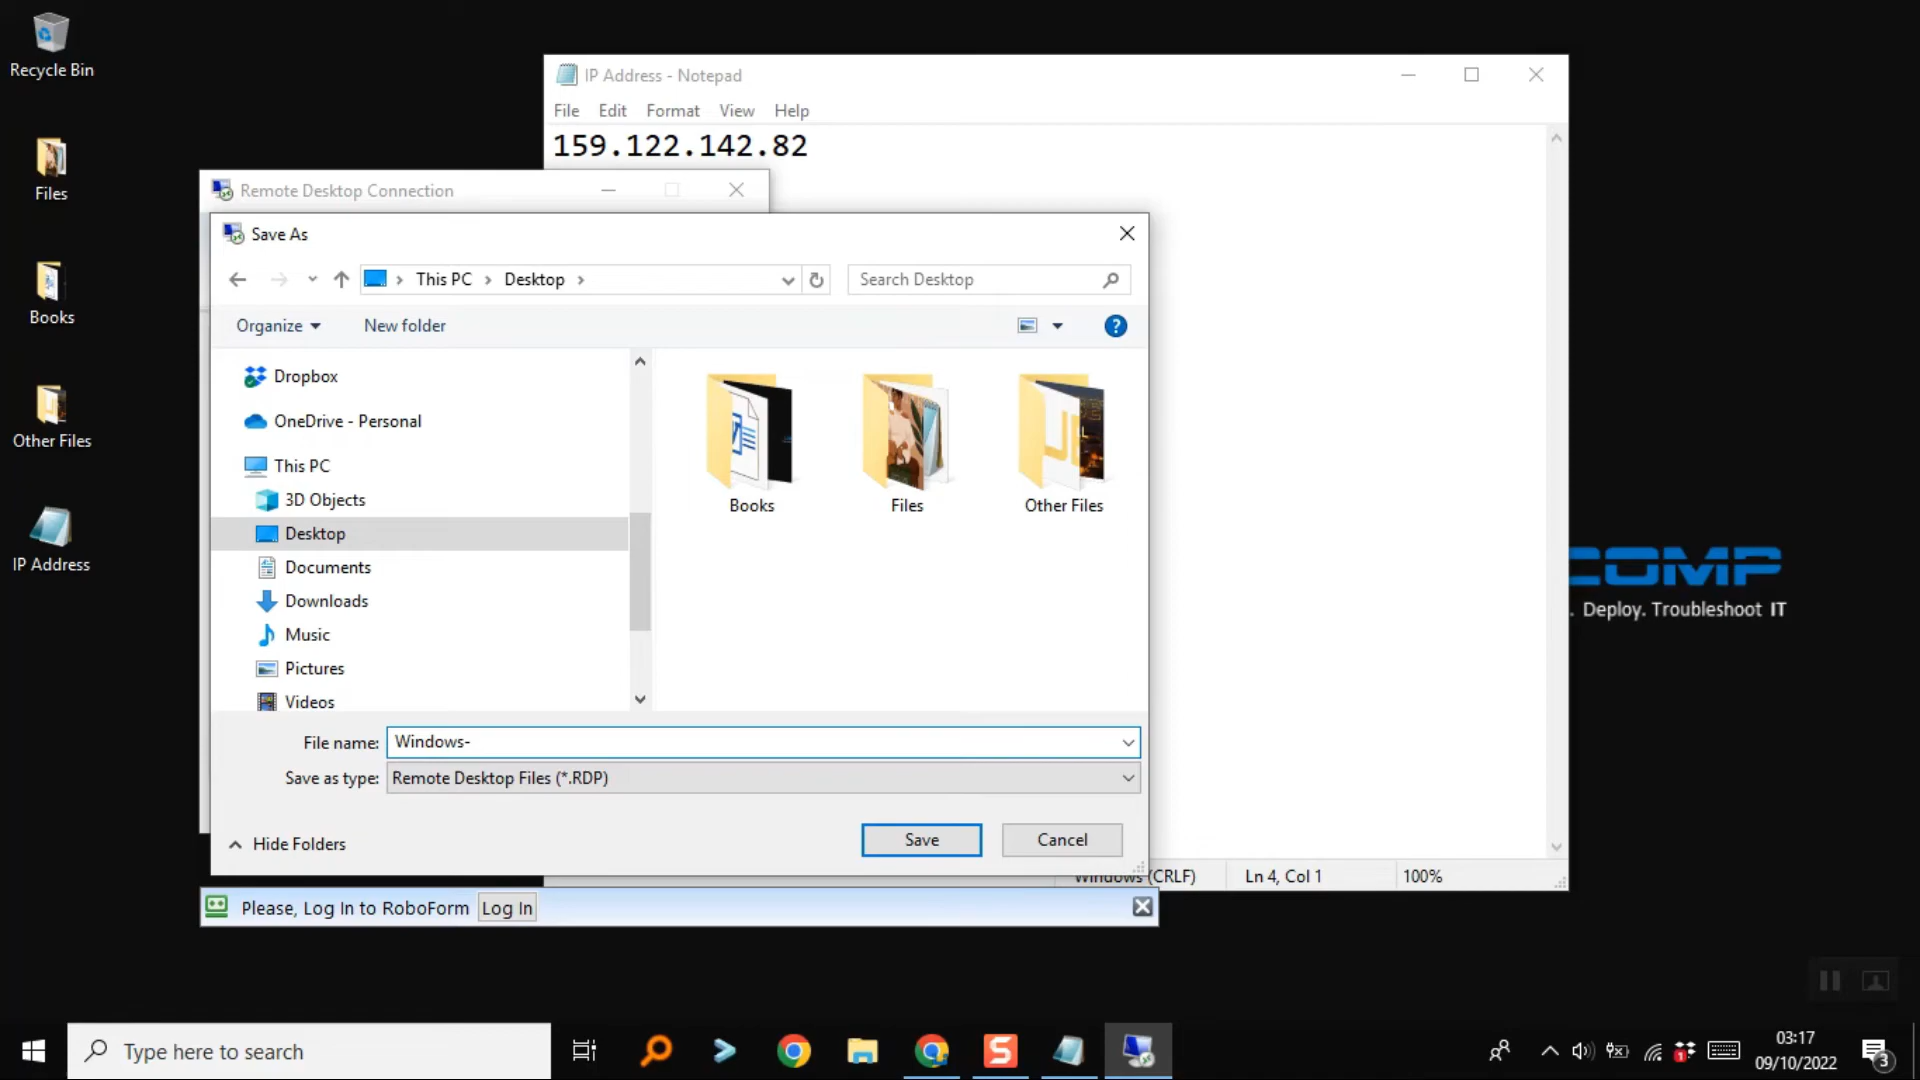 Recycle Bin
Files
Books
Other Files
IP Address
IP Address - Notepad
File Edit Format View Help
159.122.142.82
Remote Desktop Connection
Save As
This PC Desktop
Search Desktop
Organize
New folder
?
Dropbox
OneDrive - Personal
This PC
3D Objects
Desktop
Documents
Downloads
Music
Pictures
Videos
Books
Files
Other Files
File name: Windows-
Save as type: Remote Desktop Files (*.RDP)
Hide Folders
Save
Cancel
Windows (CRLF)
Ln 4, Col 1
100%
Please, Log In to RoboForm
Log In
COMP
. Deploy. Troubleshoot IT
Type here to search
S
1
03:17
09/10/2022
3